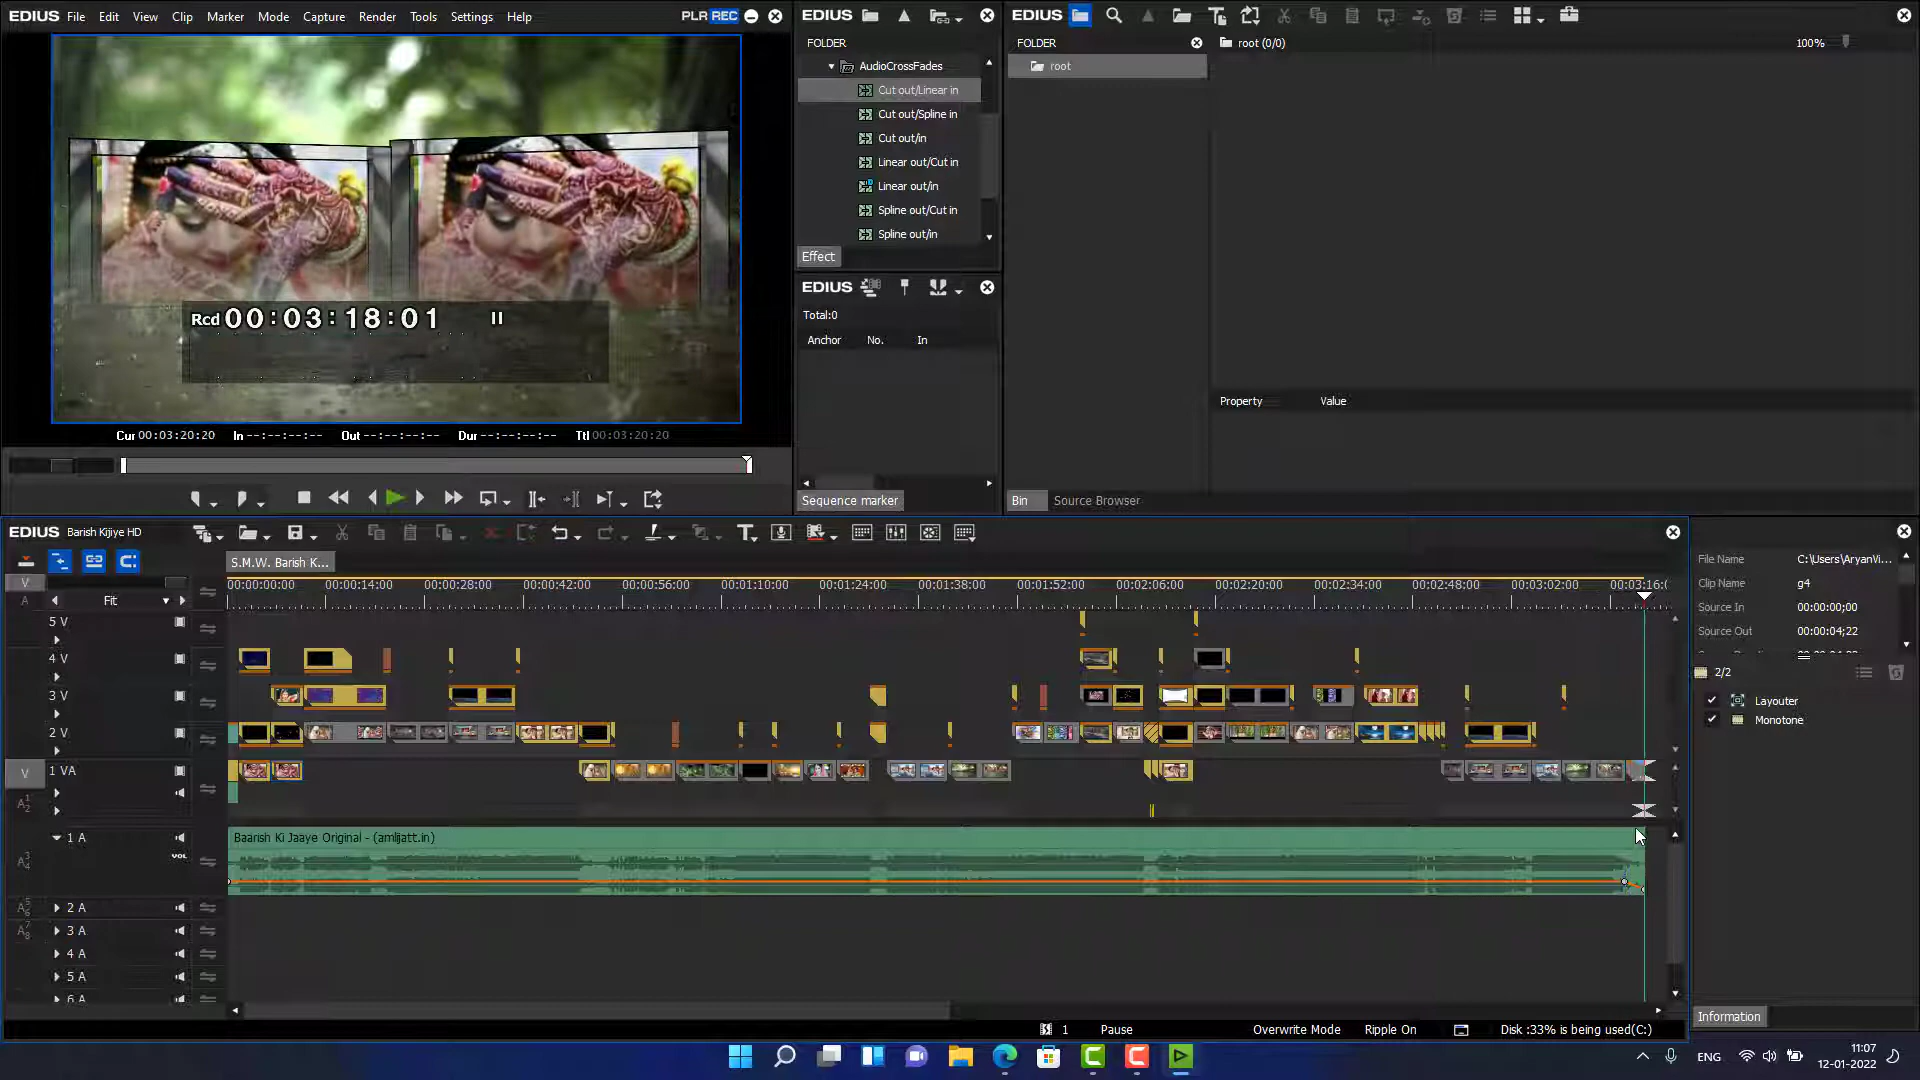 EDIUS File Edit View Clip Marker Mode Capture Render Tools Settings Help PLR REC
Rcd 00:03:18:01
Cur 00:03:20:20 In --:--:--:-- Out --:--:--:-- Dur --:--:--:-- Ttl 00:03:20:20
EDIUS
FOLDER
AudioCrossFades
Cut out/Linear in
Cut out/Spline in
Cut out/in
Linear out/Cut in
Linear out/in
Spline out/Cut in
Spline out/in
Effect
EDIUS
Total:0
Anchor No. In
Sequence marker
EDIUS
FOLDER
root
root (0/0) 100%
Property Value
Bin Source Browser
EDIUS Barish Kijiye HD
S.M.W. Barish K...
V
A
Fit
00:00:00:00 00:00:14:00 00:00:28:00 00:00:42:00 00:00:56:00 00:01:10:00 00:01:24:00 00:01:38:00 00:01:52:00 00:02:06:00 00:02:20:00 00:02:34:00 00:02:48:00 00:03:02:00 00:03:16:0
5 V
4 V
3 V
2 V
V 1 VA
A12
1 A
VOL
A34
Baarish Ki Jaaye Original - (amlijatt.in)
A56 2 A
A78 3 A
4 A
5 A
6 A
1 Pause Overwrite Mode Ripple On Disk :33% is being used(C:)
File Name C:\Users\AryanVi...
Clip Name g4
Source In 00:00:00;00
Source Out 00:00:04;22
2/2
Layouter
Monotone
Information
ENG
11:07
12-01-2022